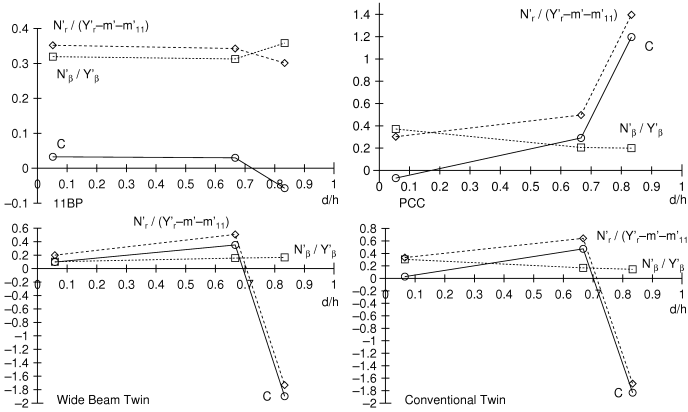 0.4
0.3
0.2
0.1
0
−0.1
N'r / (Y'r–m'–m'11)
N'β / Y'β
C
0 0.1 0.2 0.3 0.4 0.5 0.6 0.7 0.8 0.9 1
d/h
11BP
1.4
1.2
1
0.8
0.6
0.4
0.2
0
N'r / (Y'r–m'–m'11)
C
N'β / Y'β
0 0.1 0.2 0.3 0.4 0.5 0.6 0.7 0.8 0.9 1
d/h
PCC
0.6
0.4
0.2
0
−0.2
−0.4
−0.6
−0.8
−1
−1.2
−1.4
−1.6
−1.8
−2
N'r / (Y'r–m'–m'11)
N'β / Y'β
0 0.1 0.2 0.3 0.4 0.5 0.6 0.7 0.8 0.9 1
d/h
C
Wide Beam Twin
0.8
0.6
0.4
0.2
0
−0.2
−0.4
−0.6
−0.8
−1
−1.2
−1.4
−1.6
−1.8
−2
N'r / (Y'r–m'–m'11
N'β / Y'β
0 0.1 0.2 0.3 0.4 0.5 0.6 0.7 0.8 0.9 1
d/h
C
Conventional Twin